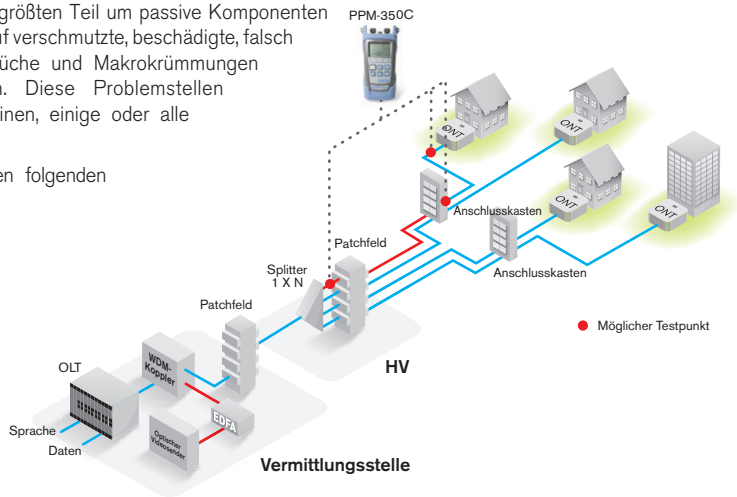 größten Teil um passive Komponenten
uf verschmutzte, beschädigte, falsch
üche und Makrokrümmungen
n. Diese Problemstellen
inen, einige oder alle
en folgenden
PPM-350C
ONT
ONT
ONT
ONT
Anschlusskasten
Anschlusskasten
Patchfeld
Splitter
1 X N
Möglicher Testpunkt
HV
Patchfeld
WDM-
Koppler
OLT
EDFA
Optischer
Videosender
Sprache
Daten
Vermittlungsstelle